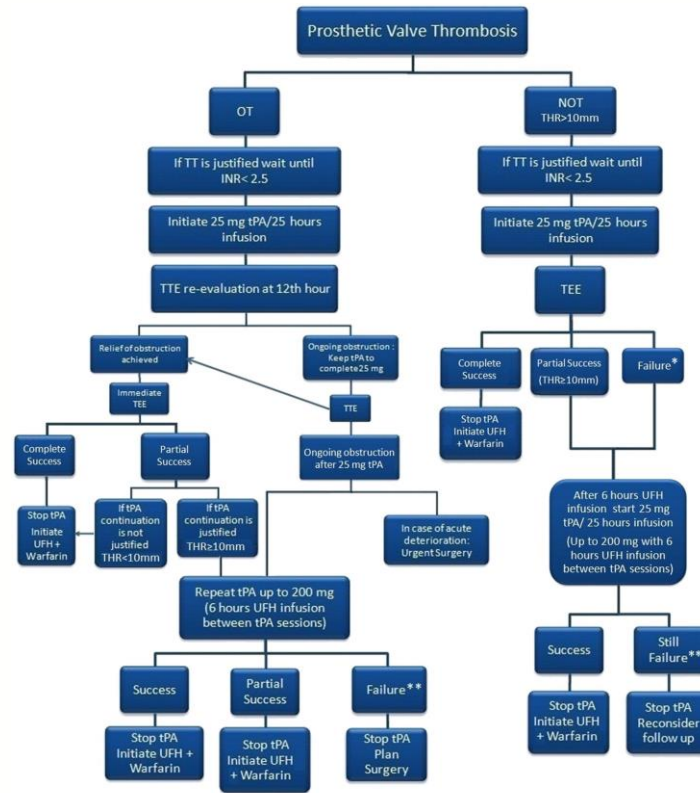 Prosthetic Valve Thrombosis
OT
NOT
THR>10mm
If TT is justified wait until
INR< 2.5
If TT is justified wait until
INR< 2.5
Initiate 25 mg tPA/25 hours
infusion
Initiate 25 mg tPA/25 hours
infusion
TTE re-evaluation at 12th hour
TEE
Relief of obstruction
achieved
Ongoing obstruction :
Keep tPA to
complete 25 mg
Complete
Success
Partial Success
(THR≥10mm)
Failure*
Immediate
TEE
TTE
Stop tPA
Initiate UFH
+ Warfarin
Complete
Success
Partial
Success
Ongoing obstruction
after 25 mg tPA
Stop tPA
Initiate
UFH +
Warfarin
If tPA
continuation
is not
justified
THR<10mm
If tPA
continuation is
justified
THR≥10mm
In case of acute
deterioration:
Urgent Surgery
After 6 hours UFH
infusion start 25 mg
tPA/ 25 hours infusion
(Up to 200 mg with 6
hours UFH infusion
between tPA sessions)
Repeat tPA up to 200 mg
(6 hours UFH infusion
between tPA sessions)
Success
Still
Failure**
Success
Partial
Success
Failure**
Stop tPA
Initiate UFH
+ Warfarin
Stop tPA
Reconsider
follow up
Stop tPA
Initiate UFH +
Warfarin
Stop tPA
Initiate UFH
+ Warfarin
Stop tPA
Plan
Surgery